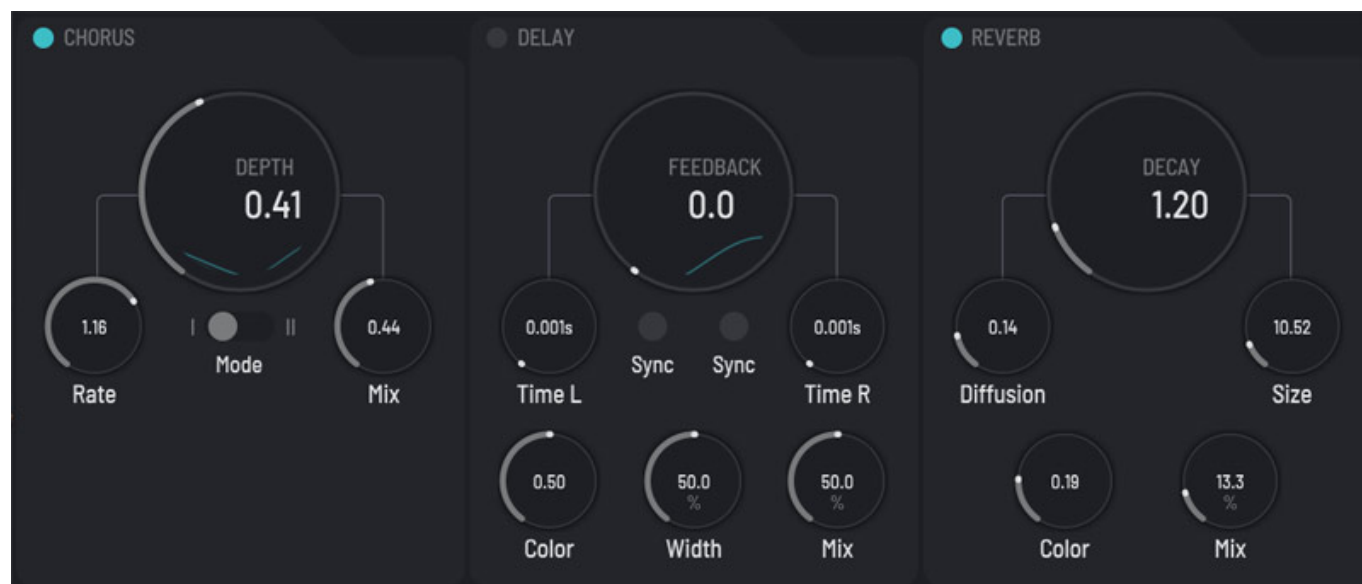 CHORUS
DEPTH
0.41
1.16
I
II
0.44
Mode
Rate
Mix
DELAY
FEEDBACK
0.0
0.001s
0.001s
Sync
Sync
Time L
Time R
0.50
50.0
%
50.0
%
Color
Width
Mix
REVERB
DECAY
1.20
0.14
10.52
Diffusion
Size
0.19
13.3
%
Color
Mix